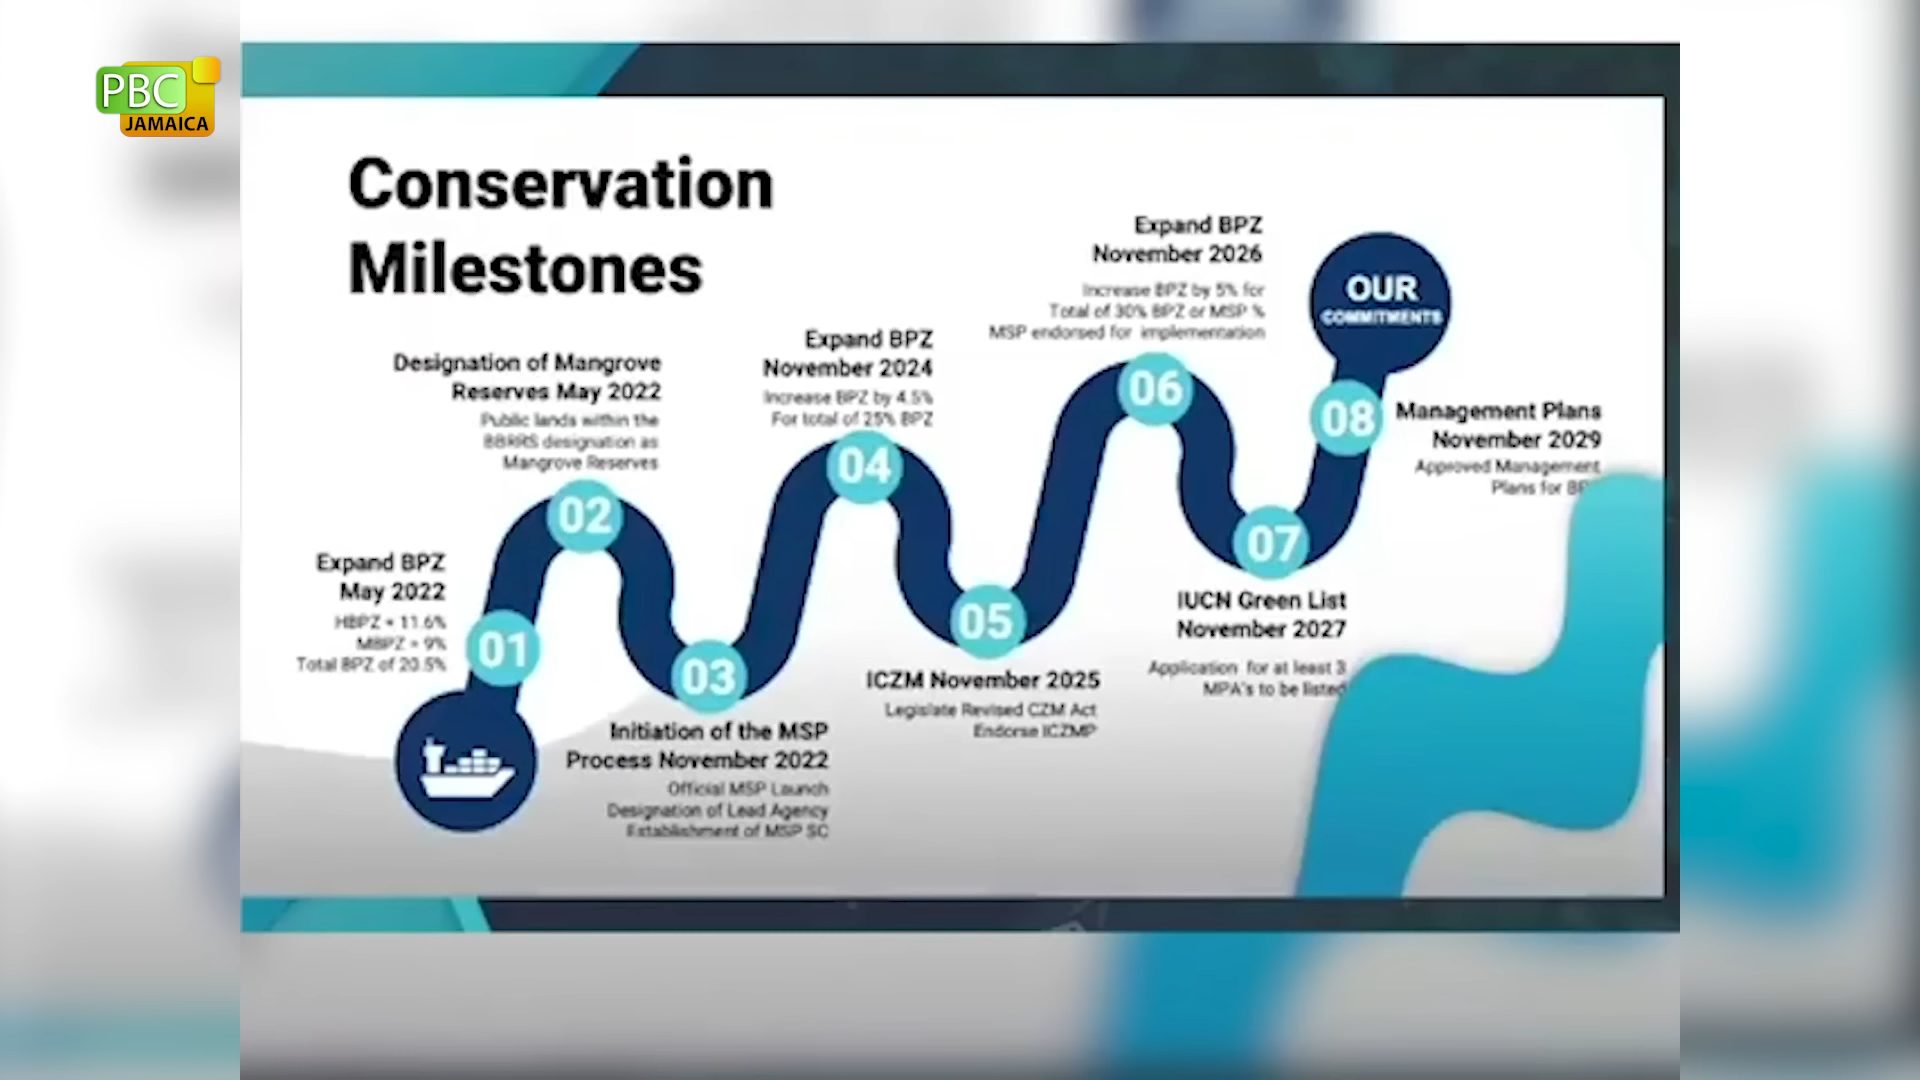 PBC
JAMAICA
Conservation
Milestones
Expand BPZ
May 2022
HBPZ = 11.6%
MBPZ = 9%
Total BPZ of 20.5%
01
Designation of Mangrove
Reserves May 2022
Public lands within the
BBRRS designation as
Mangrove Reserves
02
03
Initiation of the MSP
Process November 2022
Official MSP Launch
Designation of Lead Agency
Establishment of MSP SC
Expand BPZ
November 2024
Increase BPZ by 4.5%
For total of 25% BPZ
04
05
ICZM November 2025
Legislate Revised CZM Act
Endorse ICZMP
Expand BPZ
November 2026
Increase BPZ by 5% for
Total of 30% BPZ or MSP %
MSP endorsed for implementation
06
07
IUCN Green List
November 2027
Application for at least 3
MPA's to be listed
08
Management Plans
November 2029
Approved Management
Plans for
OUR
COMMITMENTS